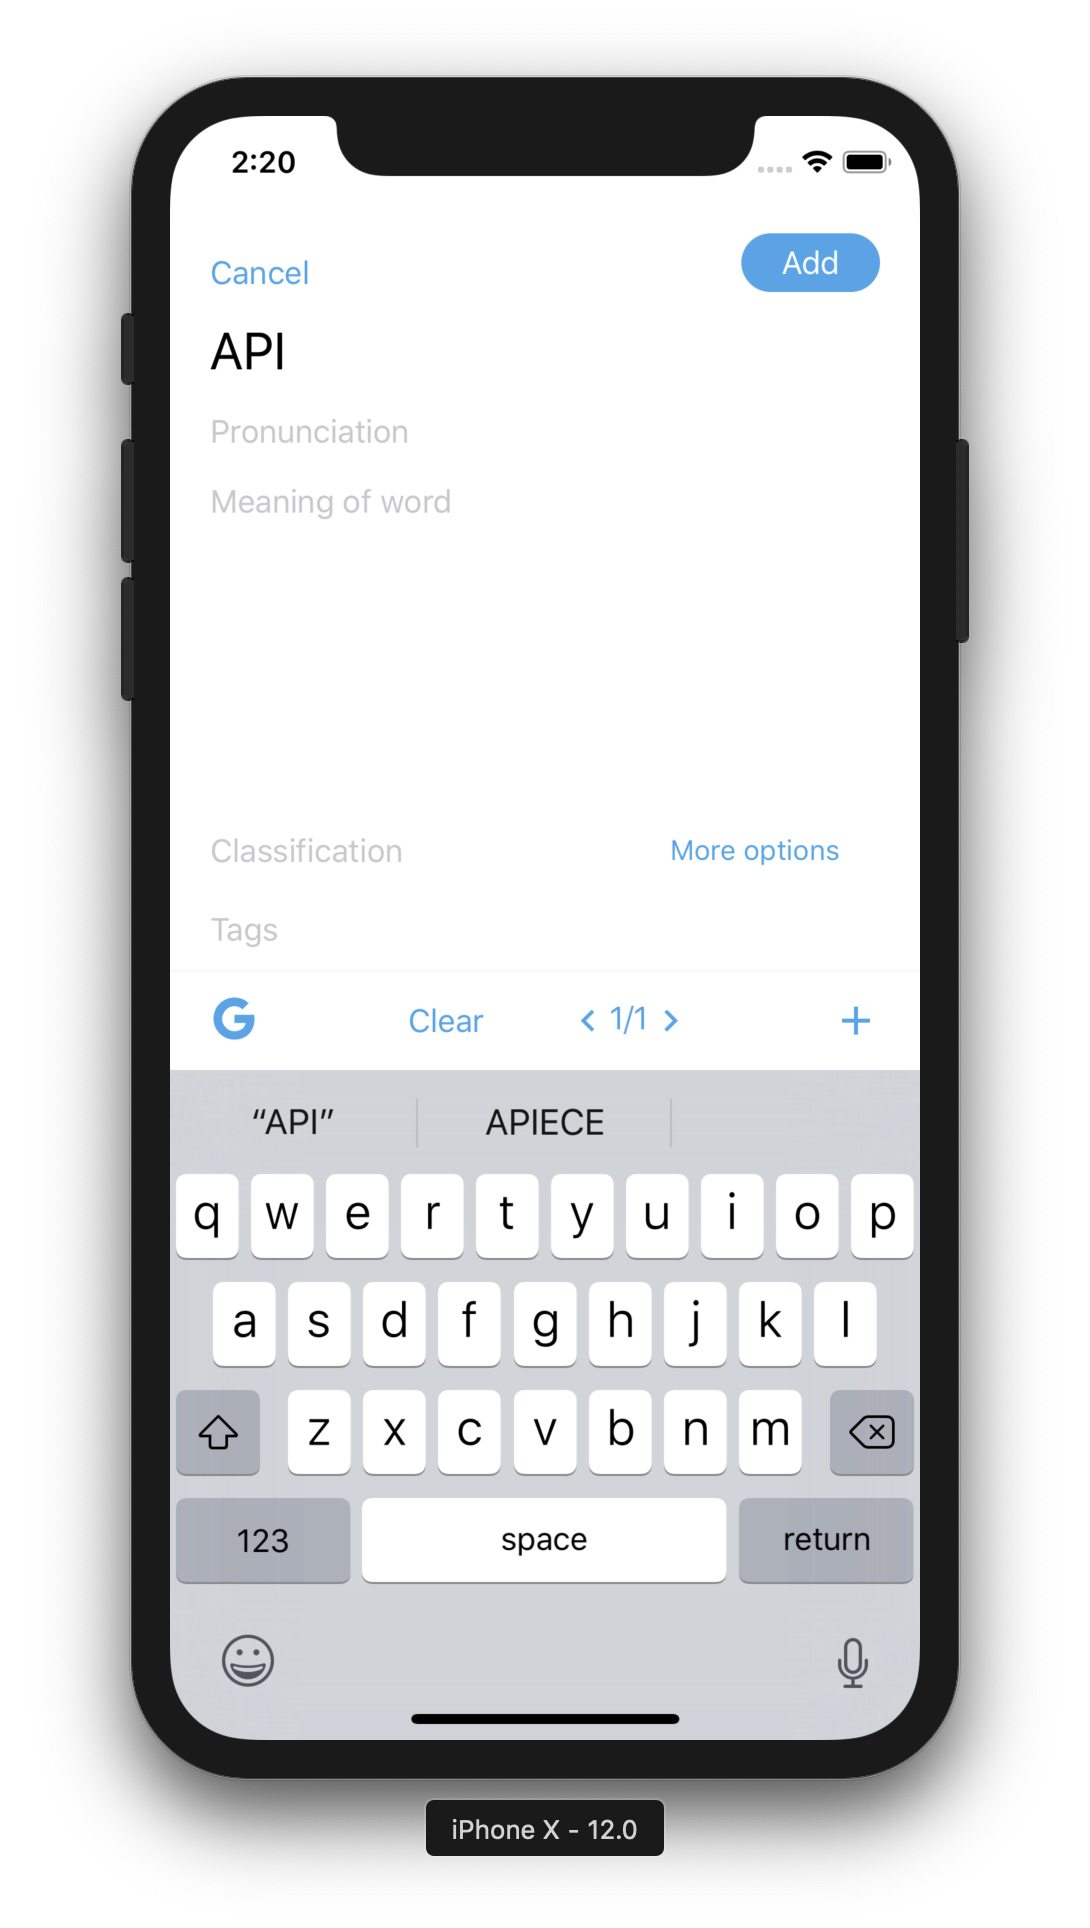 2:20
Cancel
Add
API
Pronunciation
Meaning of word
Classification
More options
Tags
G
Clear
< 1/1 >
+
“API”
APIECE
q w e r t y u i o p
a s d f g h j k l
z x c v b n m
123
space
return
iPhone X - 12.0